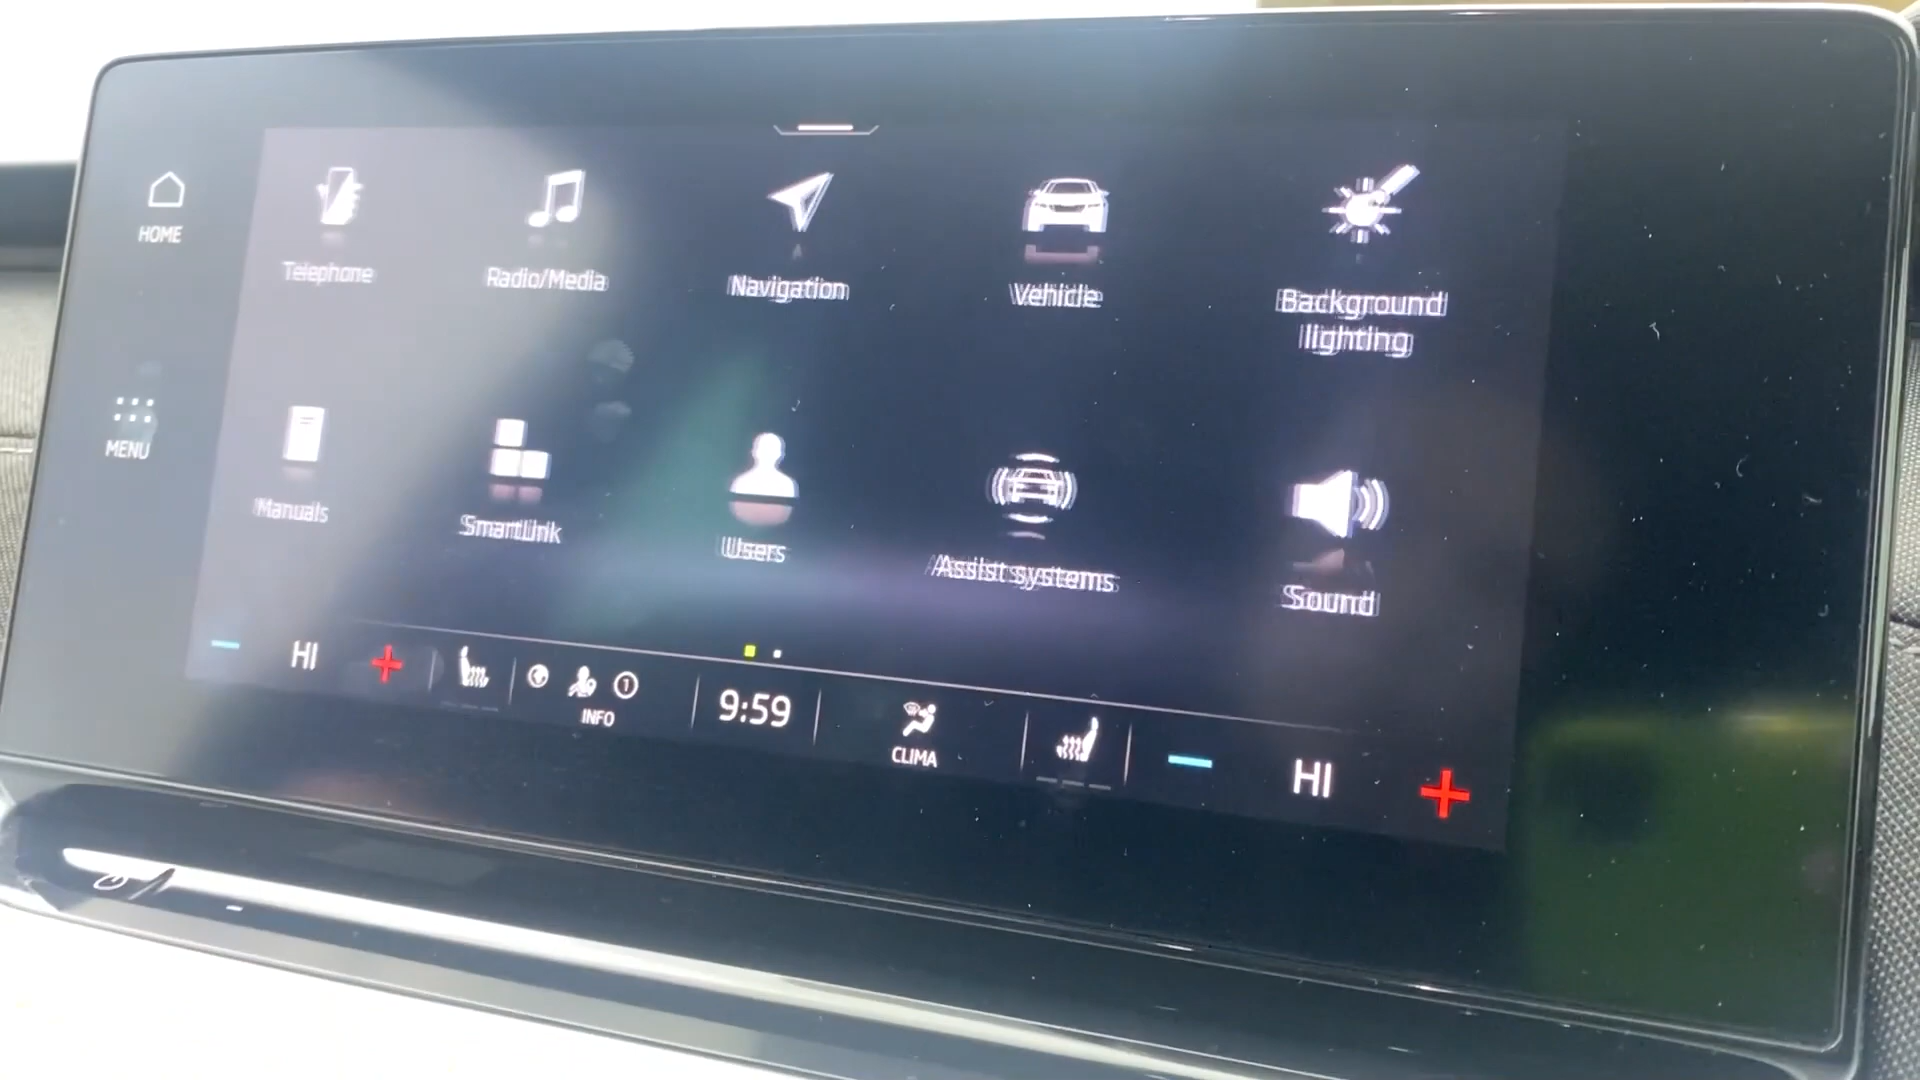 HOME
Telephone
Radio/Media
Navigation
Vehicle
Background
lighting
MENU
Manuals
SmartLink
Users
Assist systems
Sound
HI
1
INFO
9:59
CLIMA
HI